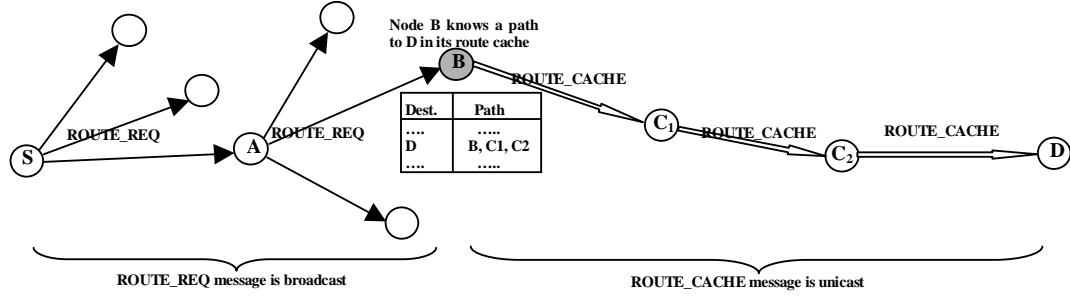 Node B knows a path
to D in its route cache
B
ROUTE_CACHE
ROUTE_REQ
ROUTE_REQ
Dest. Path
.... .....
D B, C1, C2
.... .....
C1
ROUTE_CACHE
ROUTE_CACHE
S
A
C2
D
ROUTE_REQ message is broadcast
ROUTE_CACHE message is unicast